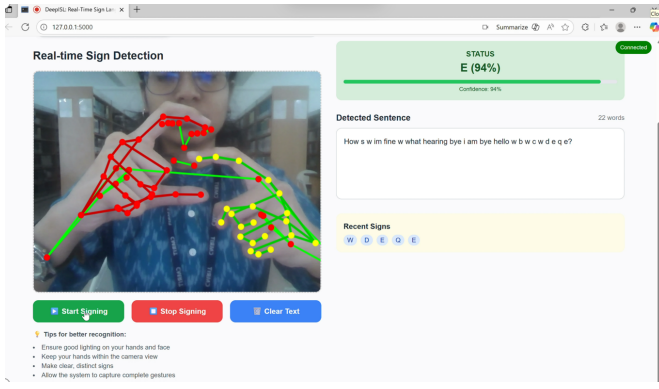 DeepISL: Real-Time Sign Lang
127.0.0.1:5000
Summarize
Clo
Connected
Real-time Sign Detection
STATUS
E (94%)
Confidence: 94%
Detected Sentence
22 words
How s w im fine w what hearing bye i am bye hello w b w c w d e q e?
Recent Signs
W D E Q E
Start Signing
Stop Signing
Clear Text
Tips for better recognition:
• Ensure good lighting on your hands and face
• Keep your hands within the camera view
• Make clear, distinct signs
• Allow the system to capture complete gestures